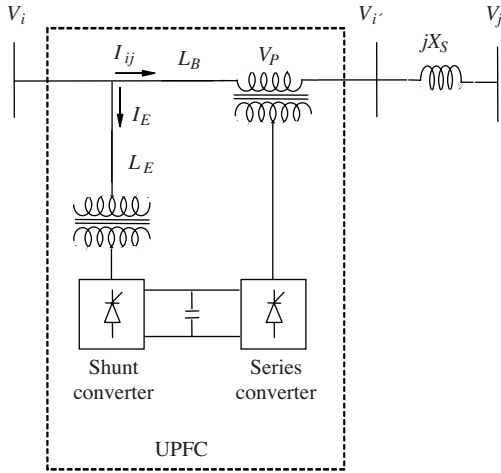 V_i
V_i´
V_j
I_ij
L_B
V_P
jX_S
I_E
L_E
Shunt
converter
Series
converter
UPFC